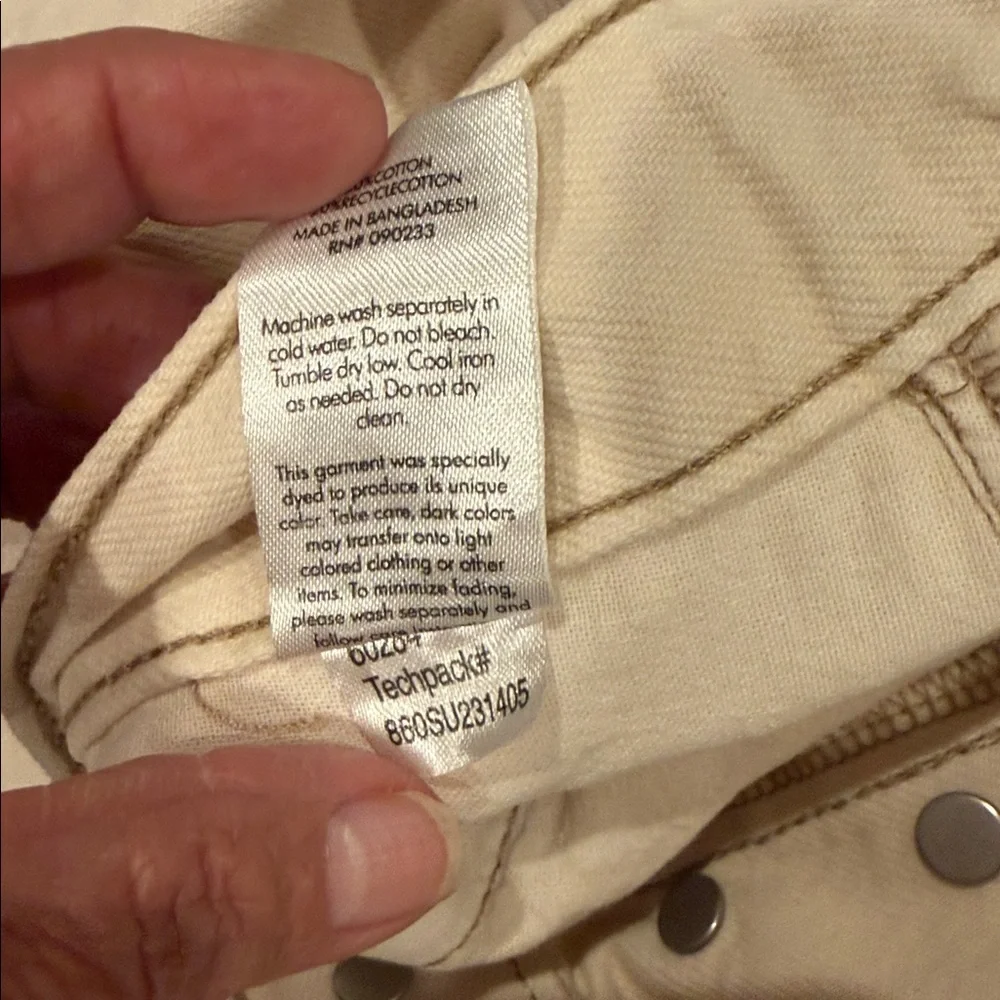 COTTON
RECYCLECOTTON
MADE IN BANGLADESH
RN# 090233
Machine wash separately in
cold water. Do not bleach.
Tumble dry low. Cool iron
as needed. Do not dry
clean.
This garment was specially
dyed to produce its unique
color. Take care, dark colors
may transfer onto light
colored clothing or other
items. To minimize fading,
please wash separately and
follow
Techpack#
860SU231405